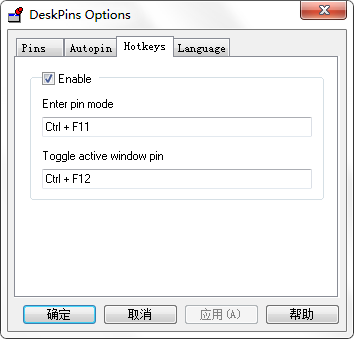 DeskPins Options
Pins Autopin Hotkeys Language
Enable
Enter pin mode
Ctrl + F11
Toggle active window pin
Ctrl + F12
确定 取消 应用(A) 帮助